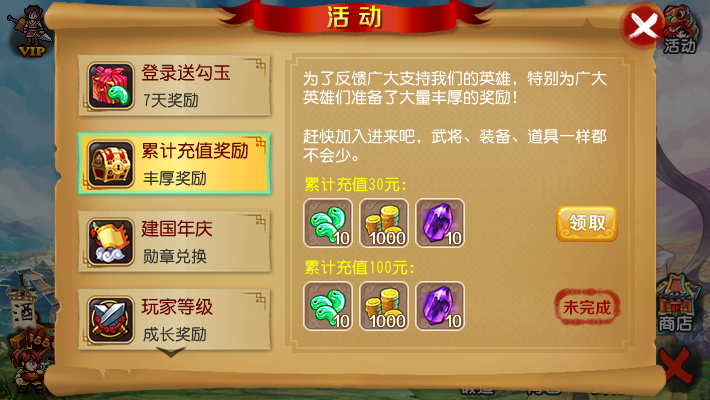 活动
VIP
活动
登录送勾玉
7天奖励
累计充值奖励
丰厚奖励
建国年庆
勋章兑换
玩家等级
成长奖励
为了反馈广大支持我们的英雄，特别为广大
英雄们准备了大量丰厚的奖励！
赶快加入进来吧，武将、装备、道具一样都
不会少。
累计充值30元：
10
1000
10
领取
累计充值100元：
10
1000
10
未完成
酒
商店